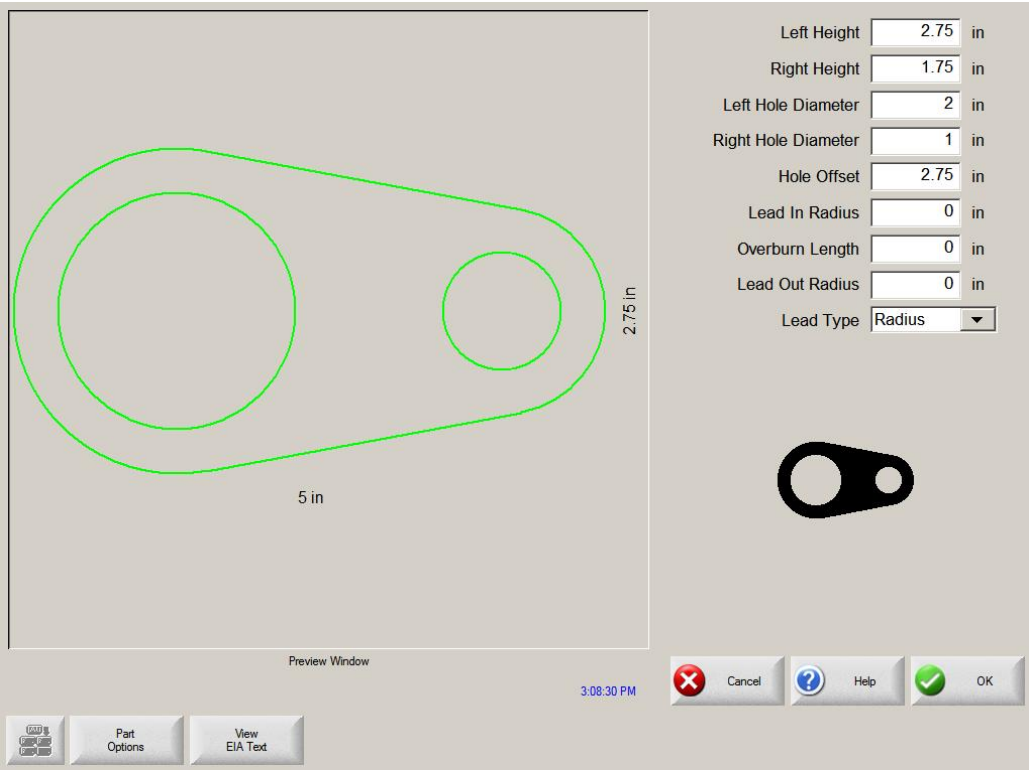 Left Height 2.75 in
Right Height 1.75 in
Left Hole Diameter 2 in
Right Hole Diameter 1 in
Hole Offset 2.75 in
Lead In Radius 0 in
Overburn Length 0 in
Lead Out Radius 0 in
Lead Type Radius
2.75 in
5 in
Preview Window
3:08:30 PM
Cancel
Help
OK
Part
Options
View
EIA Text